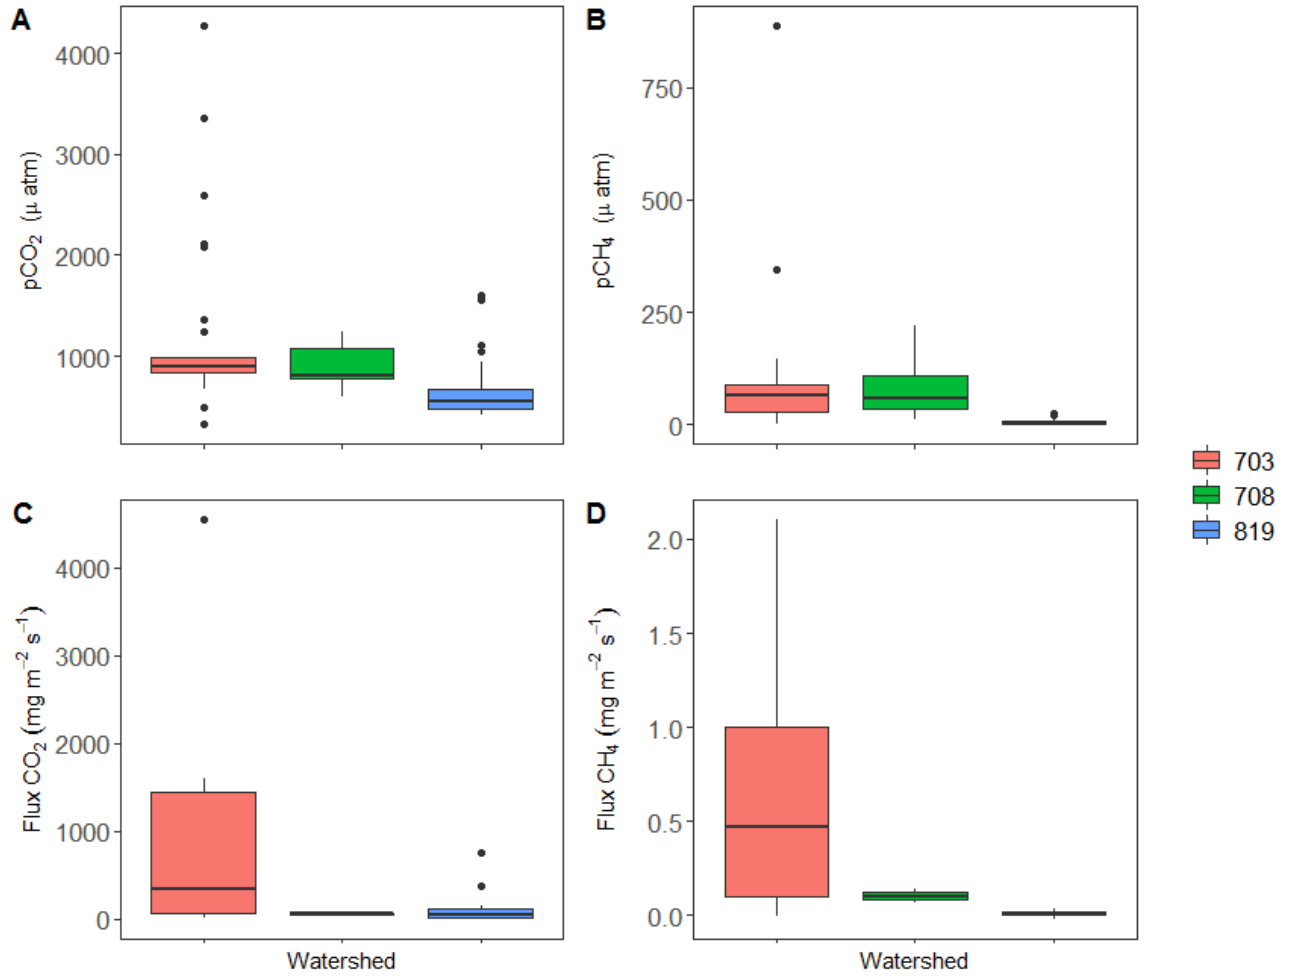 A
pCO₂ (μ atm)
4000
3000
2000
1000
B
pCH₄ (μ atm)
750
500
250
0
703
708
819
C
Flux CO₂ (mg m⁻² s⁻¹)
4000
3000
2000
1000
0
Watershed
D
Flux CH₄ (mg m⁻² s⁻¹)
2.0
1.5
1.0
0.5
0.0
Watershed